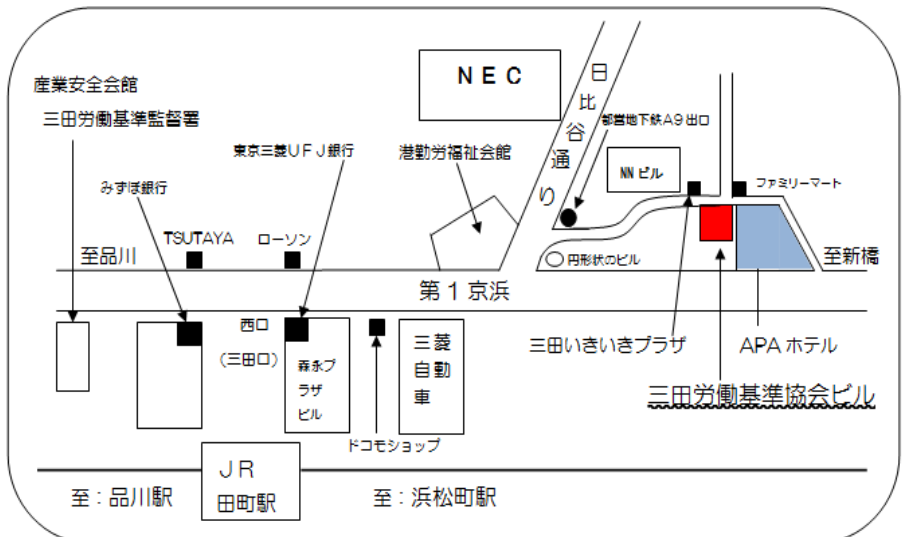 産業安全会館
三田労働基準監督署
みずほ銀行
東京三菱UFJ銀行
港勤労福祉会館
NEC
日比谷通り
都営地下鉄A9出口
NNビル
ファミリーマート
至品川
TSUTAYA
ローソン
円形状のビル
至新橋
第1京浜
西口
(三田口)
森永プ
ラザ
ビル
三菱
自動
車
三田いきいきプラザ
APAホテル
三田労働基準協会ビル
ドコモショップ
JR
田町駅
至:品川駅
至:浜松町駅